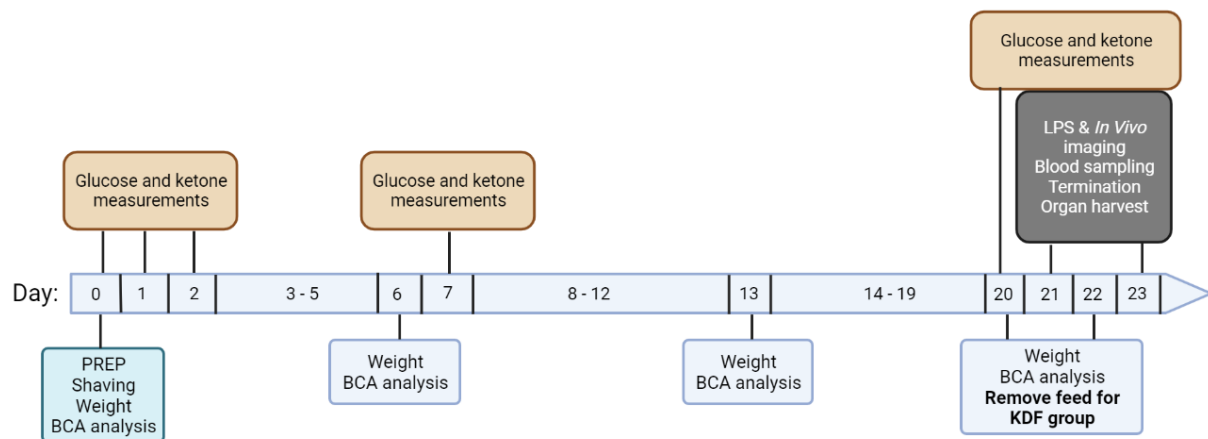 Glucose and ketone
measurements
LPS & In Vivo
imaging
Blood sampling
Termination
Organ harvest
Glucose and ketone
measurements
Glucose and ketone
measurements
Day: 0 1 2 3 - 5 6 7 8 - 12 13 14 - 19 20 21 22 23
PREP
Shaving
Weight
BCA analysis
Weight
BCA analysis
Weight
BCA analysis
Weight
BCA analysis
Remove feed for
KDF group